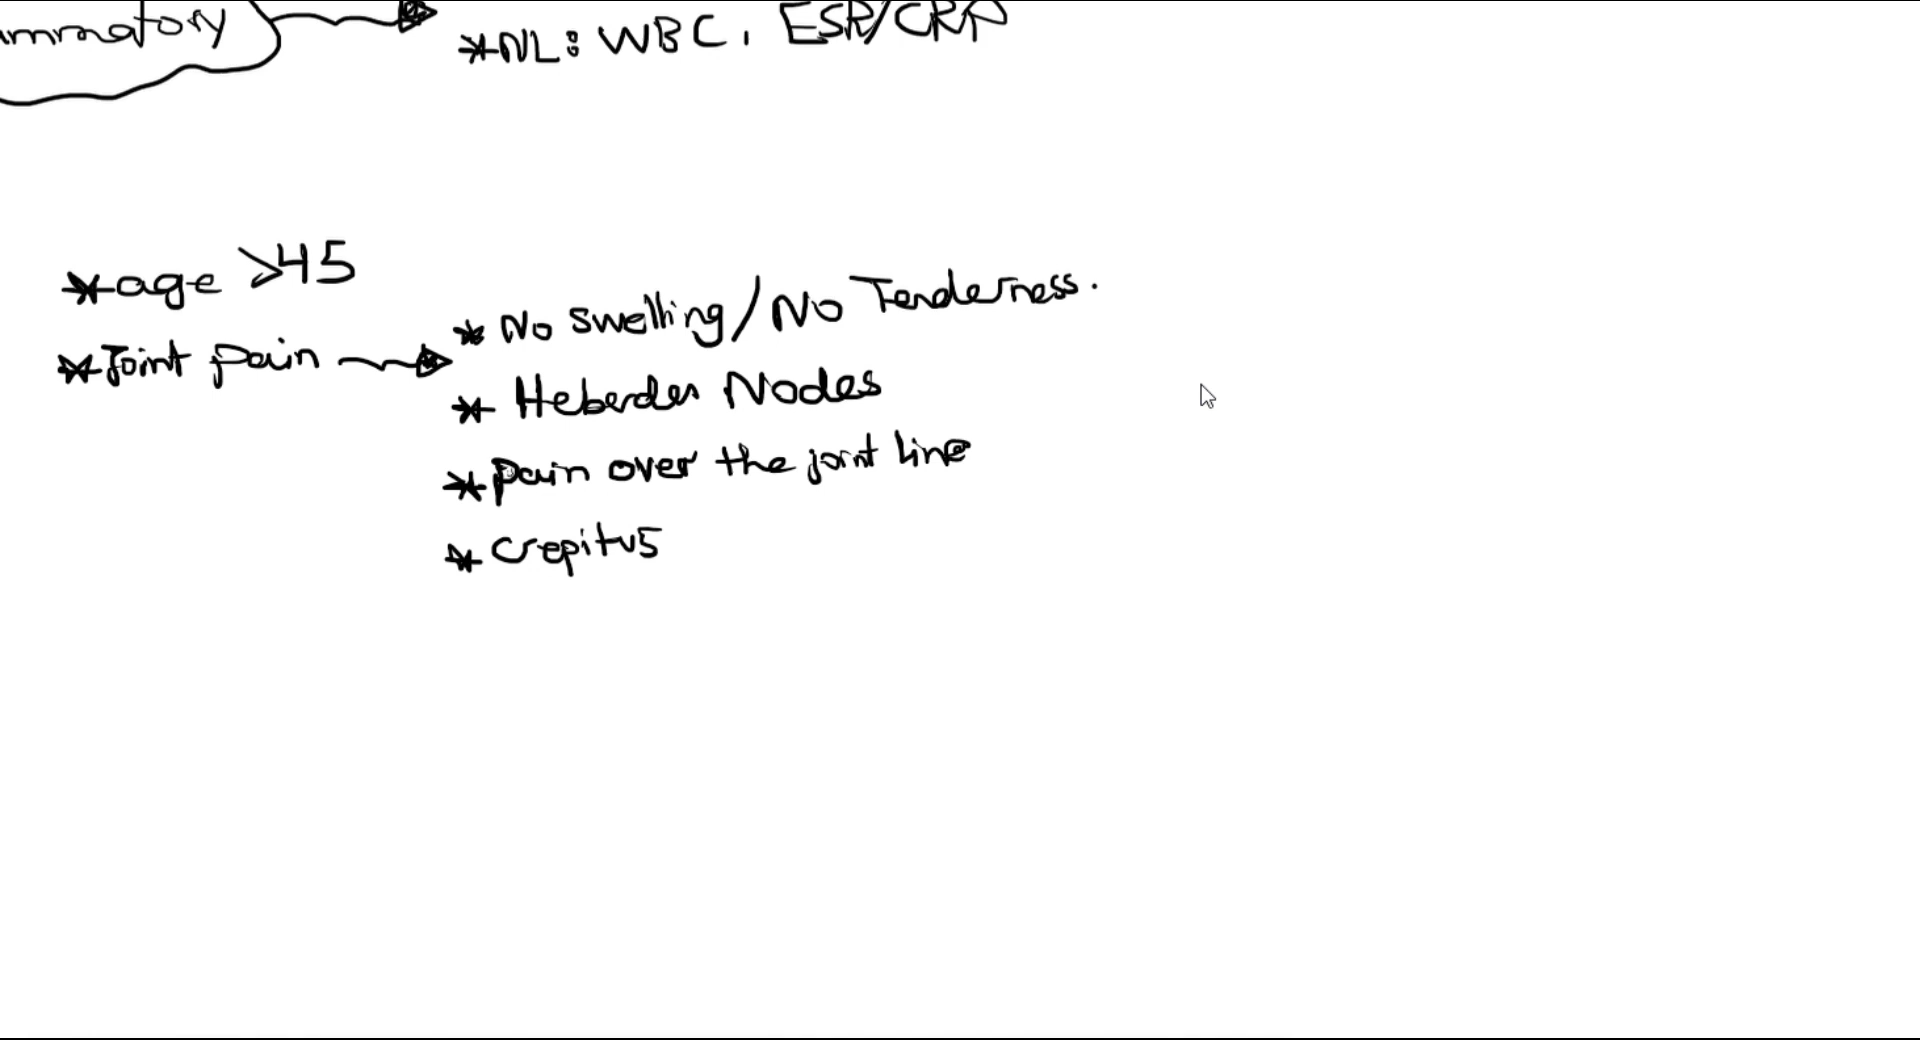 ammatory
*NL: WBC, ESR/CRP
*age >45
*Joint pain → * No swelling/No Tenderness.
* Heberden Nodes
*pain over the joint line
*Crepitus